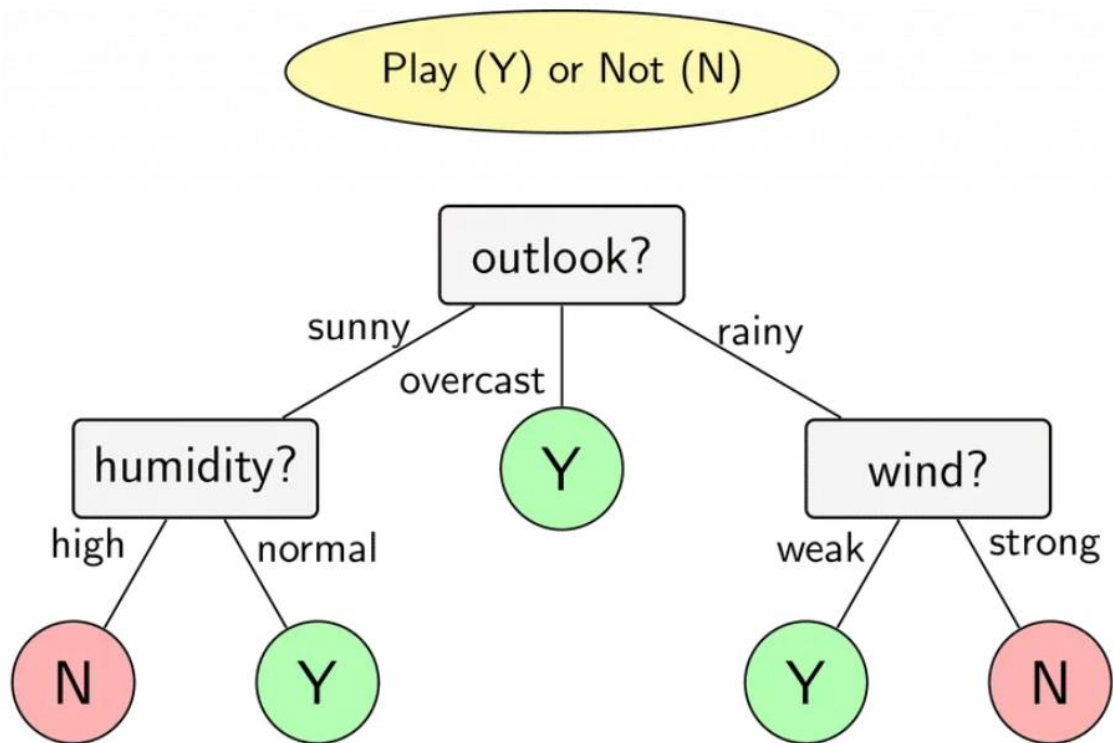 Play (Y) or Not (N)
outlook?
sunny
overcast
rainy
humidity?
Y
wind?
high
normal
weak
strong
N
Y
Y
N